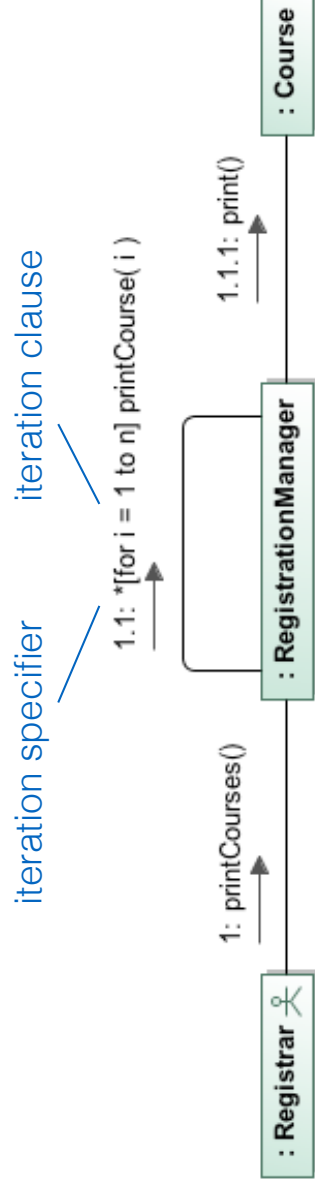 iteration specifier
iteration clause
1.1: *[for i = 1 to n] printCourse( i )
1: printCourses()
1.1.1: print()
: Registrar
: RegistrationManager
: Course